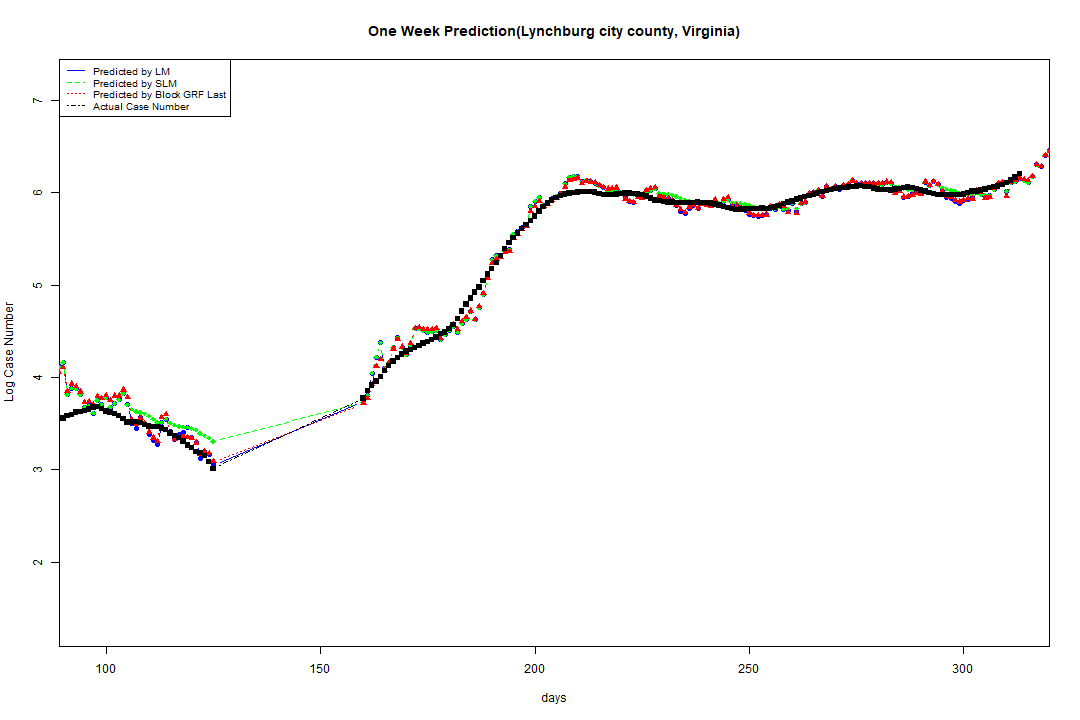 One Week Prediction(Lynchburg city county, Virginia)
Predicted by LM
Predicted by SLM
Predicted by Block GRF Last
Actual Case Number
7
6
5
4
3
2
Log Case Number
100 150 200 250 300
days